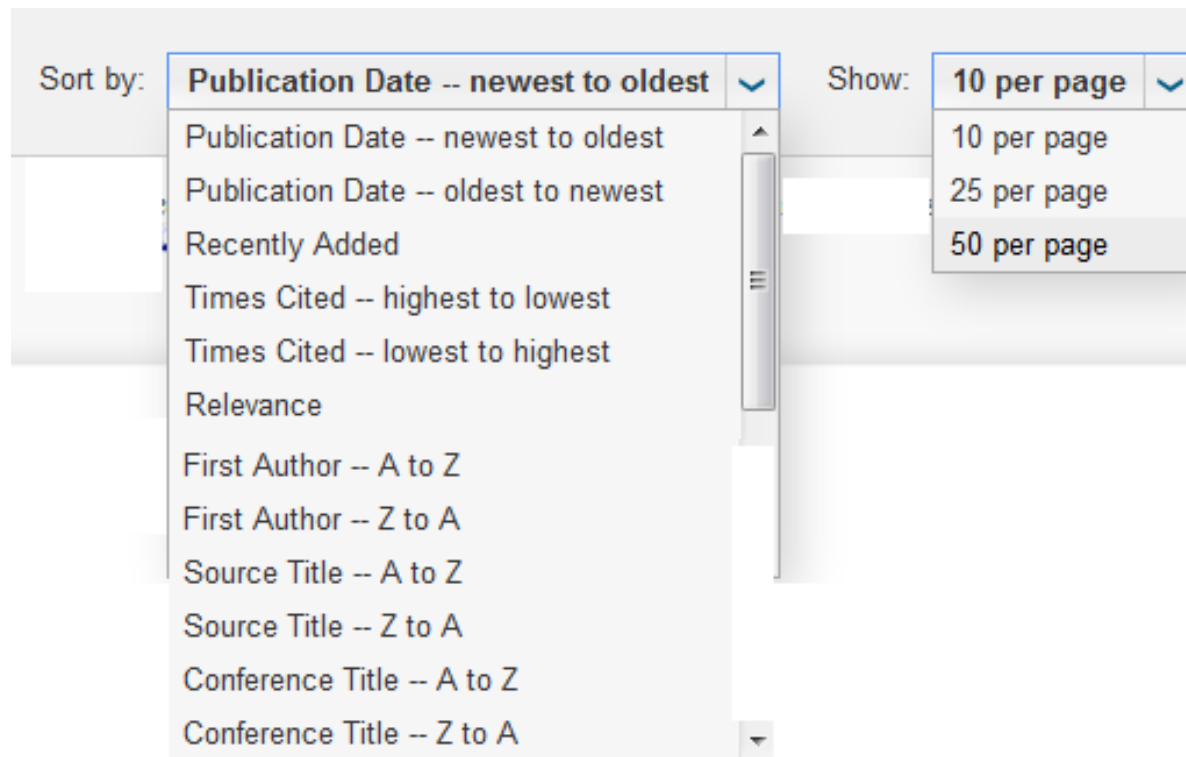 Sort by: Publication Date -- newest to oldest Show: 10 per page
Publication Date -- newest to oldest
Publication Date -- oldest to newest
Recently Added
Times Cited -- highest to lowest
Times Cited -- lowest to highest
Relevance
First Author -- A to Z
First Author -- Z to A
Source Title -- A to Z
Source Title -- Z to A
Conference Title -- A to Z
Conference Title -- Z to A
10 per page
25 per page
50 per page